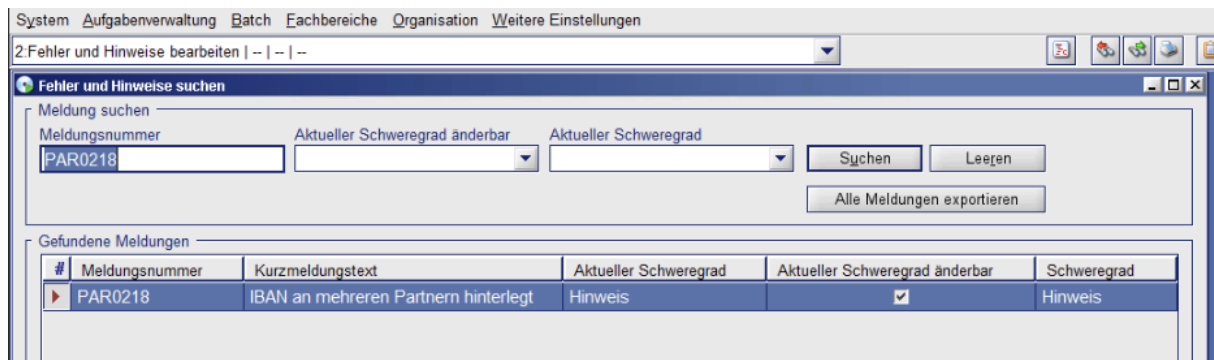 System Aufgabenverwaltung Batch Fachbereiche Organisation Weitere Einstellungen
2:Fehler und Hinweise bearbeiten | -- | -- | --
Fehler und Hinweise suchen
Meldung suchen
Meldungsnummer Aktueller Schweregrad änderbar Aktueller Schweregrad
PAR0218 Suchen Leeren
Alle Meldungen exportieren
Gefundene Meldungen
# Meldungsnummer Kurzmeldungstext Aktueller Schweregrad Aktueller Schweregrad änderbar Schweregrad
PAR0218 IBAN an mehreren Partnern hinterlegt Hinweis Hinweis